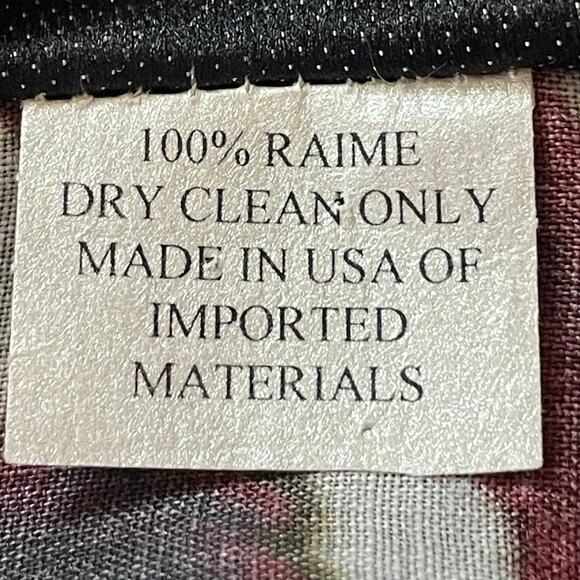 100% RAIME
DRY CLEAN ONLY
MADE IN USA OF
IMPORTED
MATERIALS